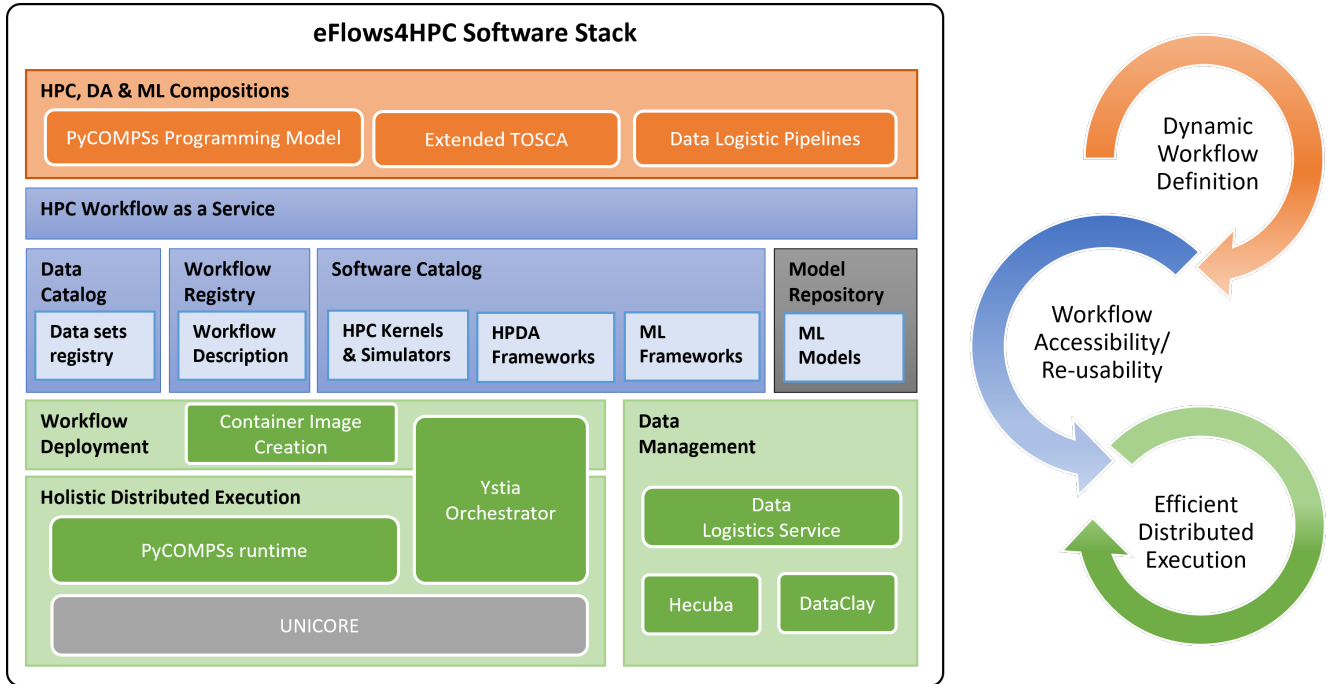 eFlows4HPC Software Stack
HPC, DA & ML Compositions
PyCOMPSs Programming Model
Extended TOSCA
Data Logistic Pipelines
HPC Workflow as a Service
Data
Catalog
Data sets
registry
Workflow
Registry
Workflow
Description
Software Catalog
HPC Kernels
& Simulators
HPDA
Frameworks
ML
Frameworks
Model
Repository
ML
Models
Workflow
Deployment
Container Image
Creation
Ystia
Orchestrator
Holistic Distributed Execution
PyCOMPSs runtime
UNICORE
Data
Management
Data
Logistics Service
Hecuba
DataClay
Dynamic
Workflow
Definition
Workflow
Accessibility/
Re-usability
Efficient
Distributed
Execution